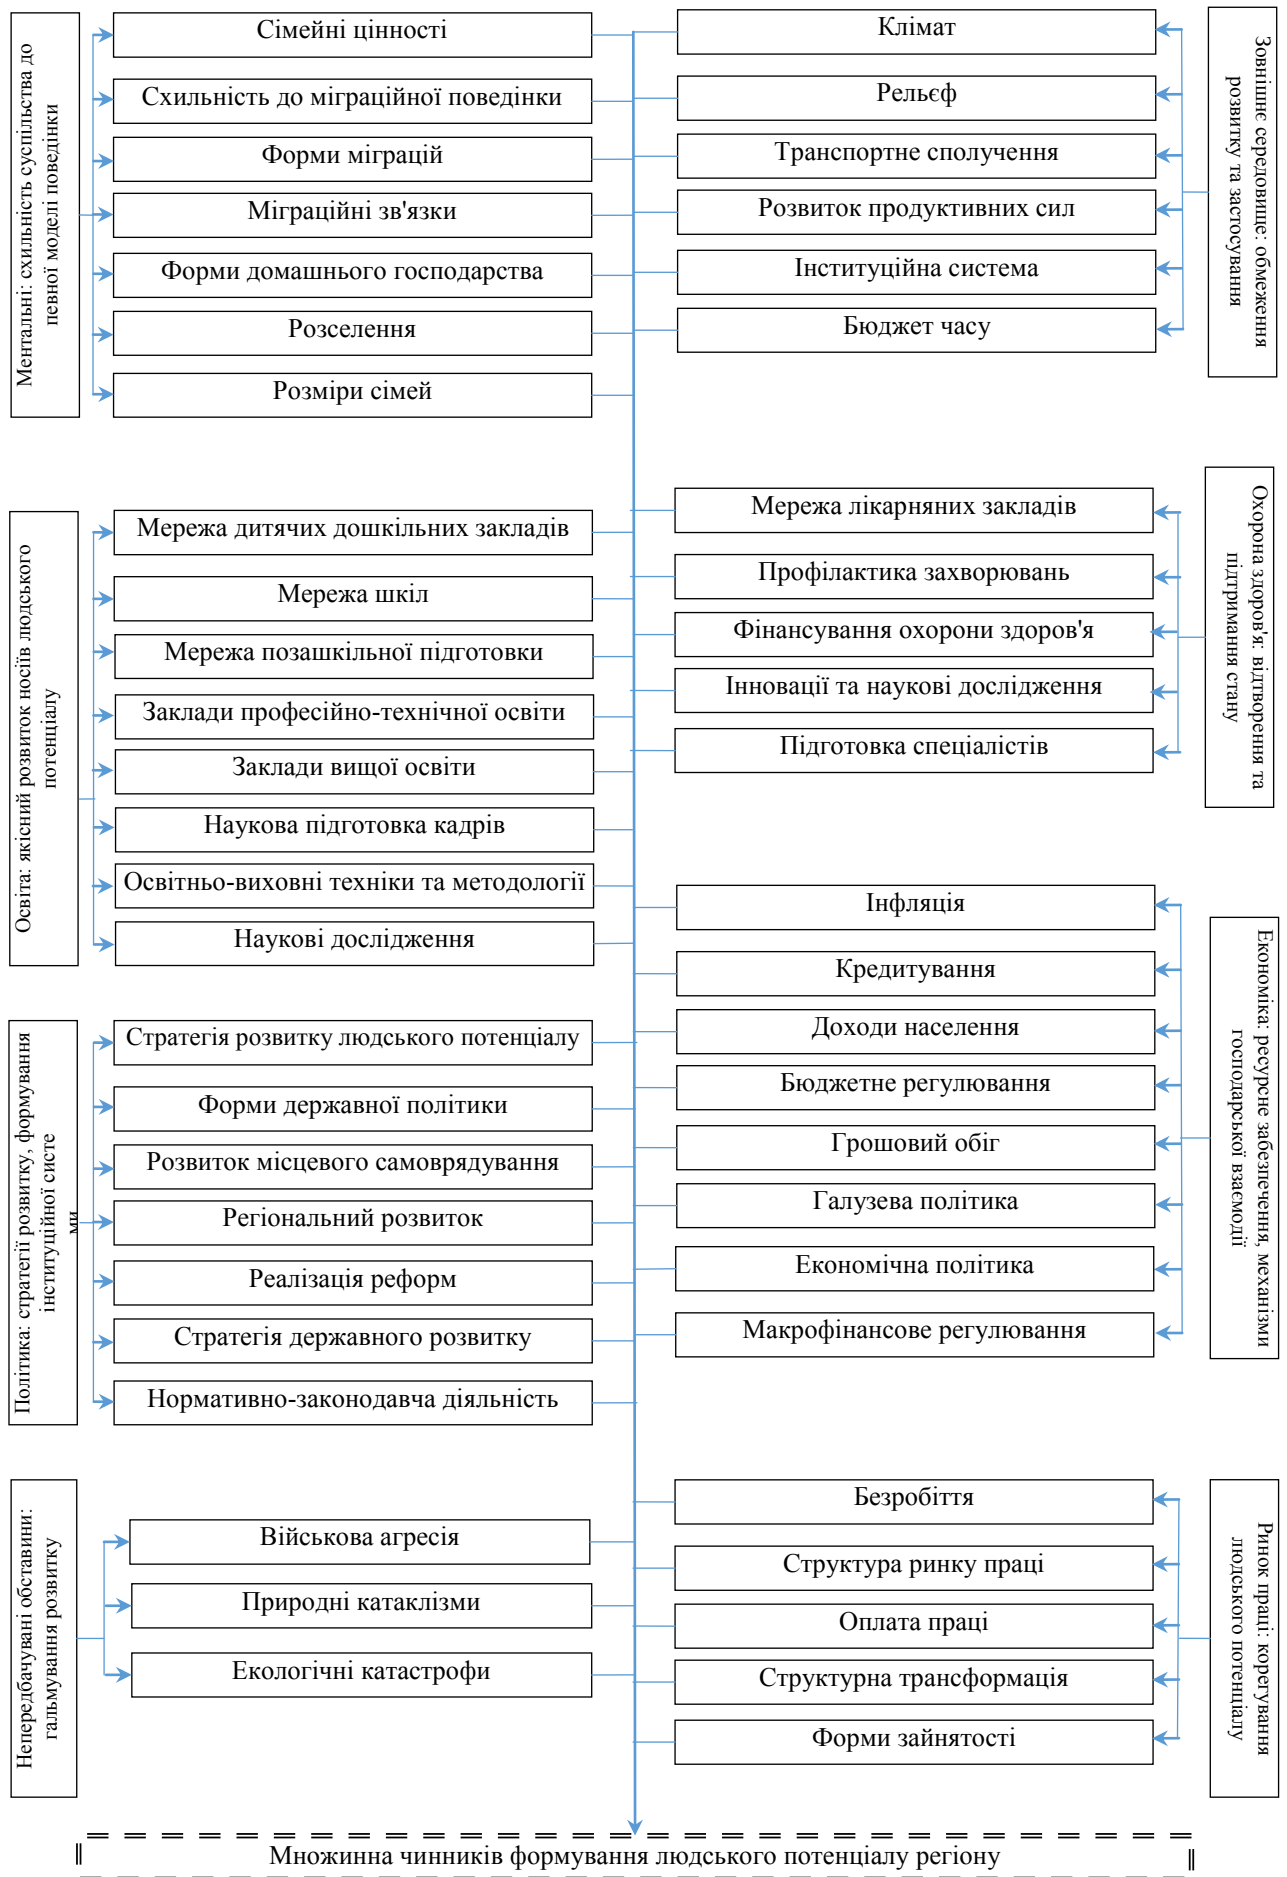 Ментальні: схильність суспільства до
певної моделі поведінки
Сімейні цінності
Схильність до міграційної поведінки
Форми міграцій
Міграційні зв'язки
Форми домашнього господарства
Розселення
Розміри сімей
Клімат
Рельєф
Транспортне сполучення
Розвиток продуктивних сил
Інституційна система
Бюджет часу
Зовнішнє середовище: обмеження
розвитку та застосування
Освіта: якісний розвиток носіїв людського
потенціалу
Мережа дитячих дошкільних закладів
Мережа шкіл
Мережа позашкільної підготовки
Заклади професійно-технічної освіти
Заклади вищої освіти
Наукова підготовка кадрів
Освітньо-виховні техніки та методології
Наукові дослідження
Мережа лікарняних закладів
Профілактика захворювань
Фінансування охорони здоров'я
Інновації та наукові дослідження
Підготовка спеціалістів
Охорона здоров'я: відтворення та
підтримання стану
Політика: стратегії розвитку, формування
інституційної систе
ми
Стратегія розвитку людського потенціалу
Форми державної політики
Розвиток місцевого самоврядування
Регіональний розвиток
Реалізація реформ
Стратегія державного розвитку
Нормативно-законодавча діяльність
Інфляція
Кредитування
Доходи населення
Бюджетне регулювання
Грошовий обіг
Галузева політика
Економічна політика
Макрофінансове регулювання
Економіка: ресурсне забезпечення, механізми
господарської взаємодії
Непередбачувані обставини:
гальмування розвитку
Військова агресія
Природні катаклізми
Екологічні катастрофи
Безробіття
Структура ринку праці
Оплата праці
Структурна трансформація
Форми зайнятості
Ринок праці: корегування
людського потенціалу
Множинна чинників формування людського потенціалу регіону